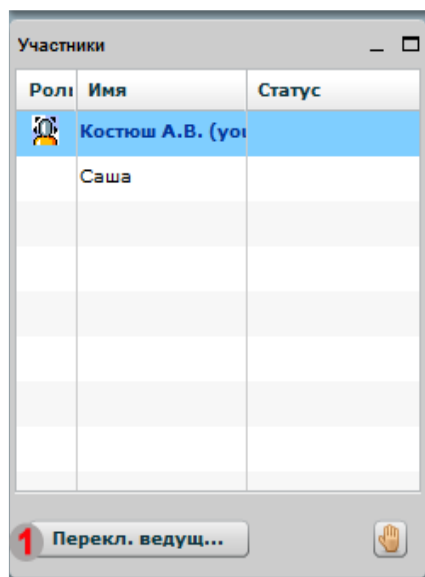 Участники
Роль Имя Статус
Костюш А.В. (you
Саша
1 Перекл. ведущ...